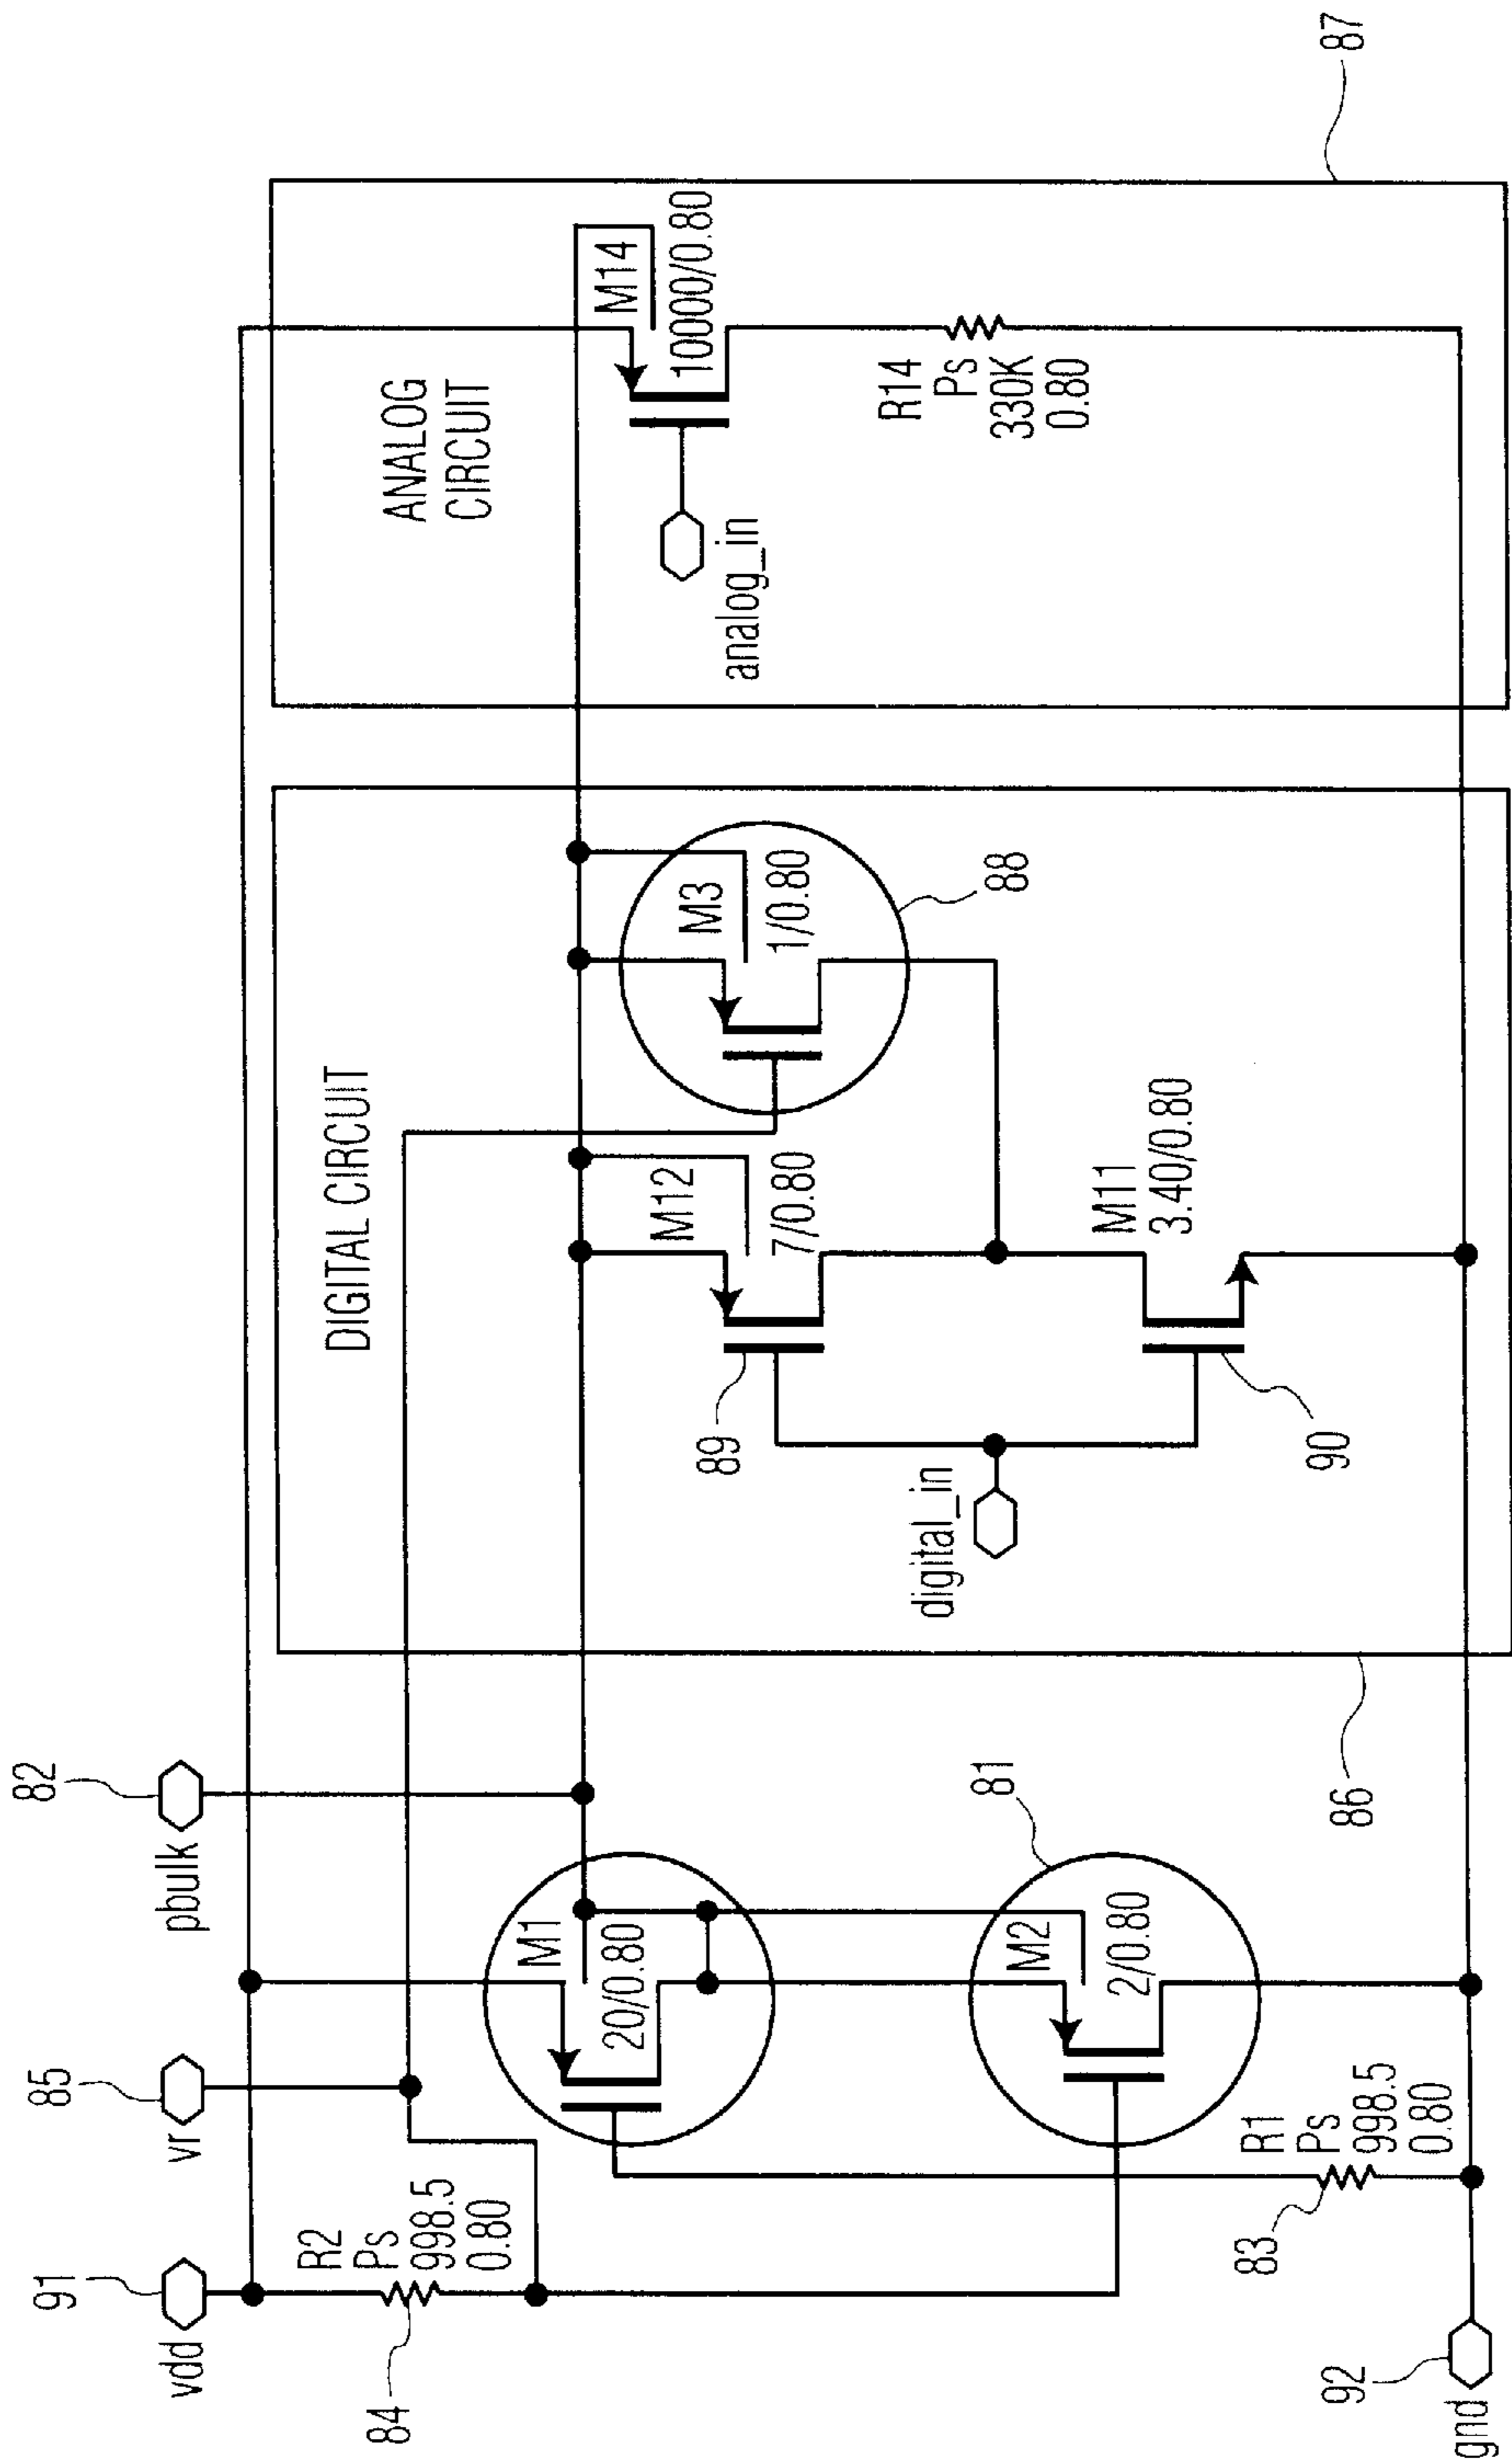 91
vdd
85
vr
82
pbulk
R2
Ps
998.5
0.80
84
M1
20/0.80
81
M2
2/0.80
R1
Ps
998.5
0.80
83
92
gnd
DIGITAL CIRCUIT
M12
7/0.80
89
M3
1/0.80
88
digital_in
M11
3.40/0.80
90
86
ANALOG
CIRCUIT
M14
10000/0.80
analog_in
R14
Ps
330K
0.80
87